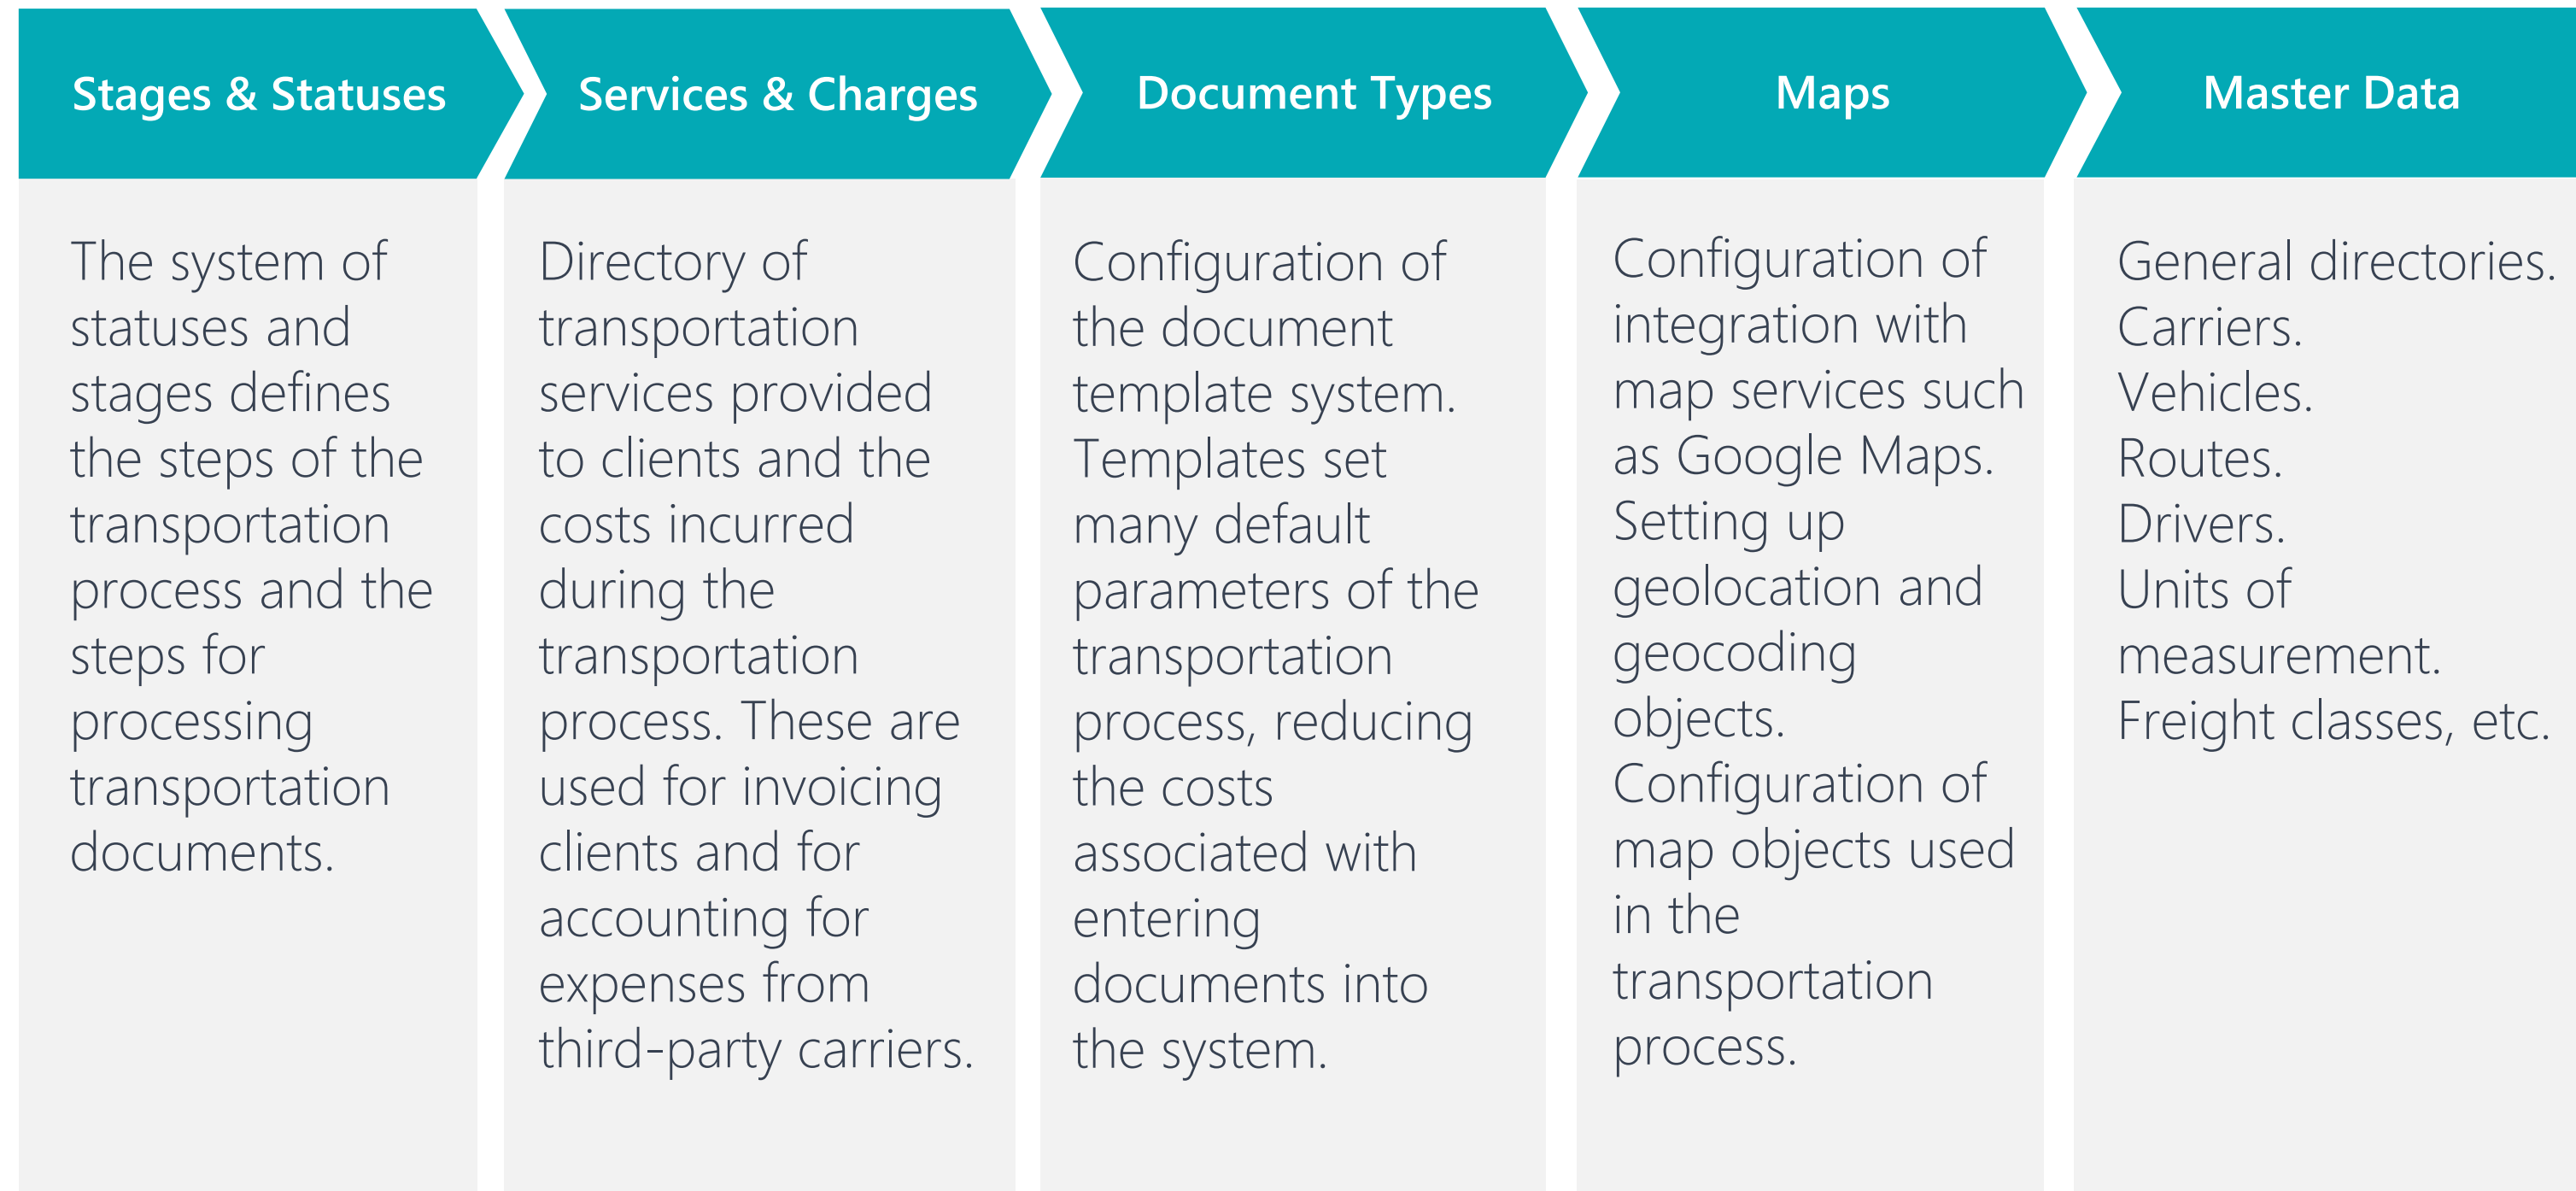 Stages & Statuses
The system of
statuses and
stages defines
the steps of the
transportation
process and the
steps for
processing
transportation
documents.
Services & Charges
Directory of
transportation
services provided
to clients and the
costs incurred
during the
transportation
process. These are
used for invoicing
clients and for
accounting for
expenses from
third-party carriers.
Document Types
Configuration of
the document
template system.
Templates set
many default
parameters of the
transportation
process, reducing
the costs
associated with
entering
documents into
the system.
Maps
Configuration of
integration with
map services such
as Google Maps.
Setting up
geolocation and
geocoding
objects.
Configuration of
map objects used
in the
transportation
process.
Master Data
General directories.
Carriers.
Vehicles.
Routes.
Drivers.
Units of
measurement.
Freight classes, etc.